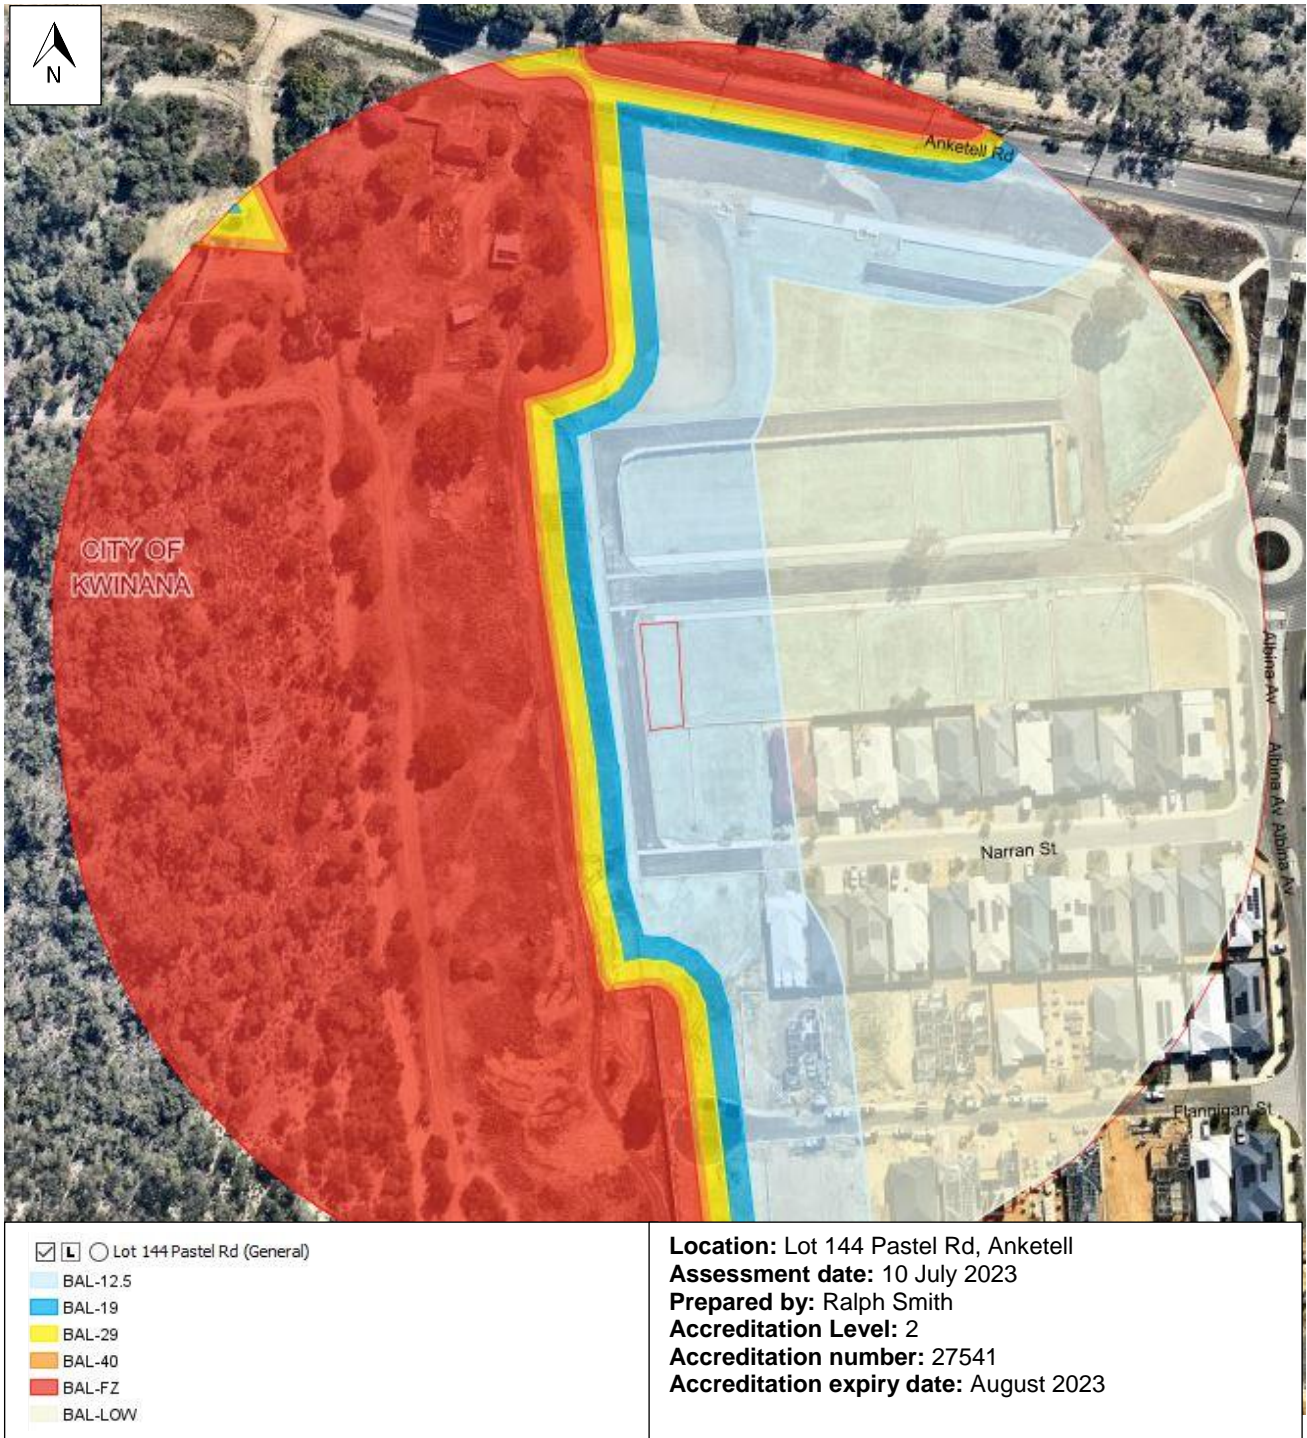 N
Anketell Rd
CITY OF
KWINANA
Albina Av
Albina Av
Albina Av
Narran St
Flannigan St
L Lot 144 Pastel Rd (General)
BAL-12.5
BAL-19
BAL-29
BAL-40
BAL-FZ
BAL-LOW
Location: Lot 144 Pastel Rd, Anketell
Assessment date: 10 July 2023
Prepared by: Ralph Smith
Accreditation Level: 2
Accreditation number: 27541
Accreditation expiry date: August 2023